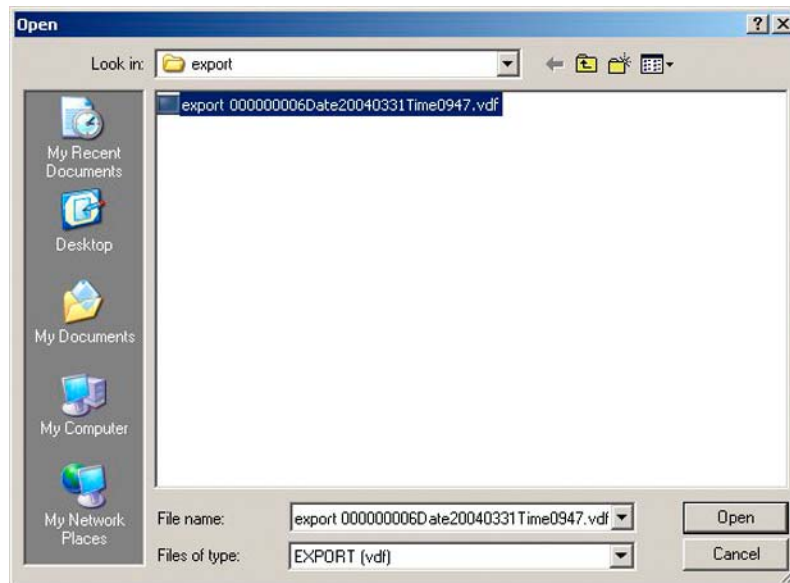 Open
Look in: export
export 000000006Date20040331Time0947.vdf
My Recent
Documents
Desktop
My Documents
My Computer
My Network
Places
File name: export 000000006Date20040331Time0947.vdf Open
Files of type: EXPORT (vdf) Cancel